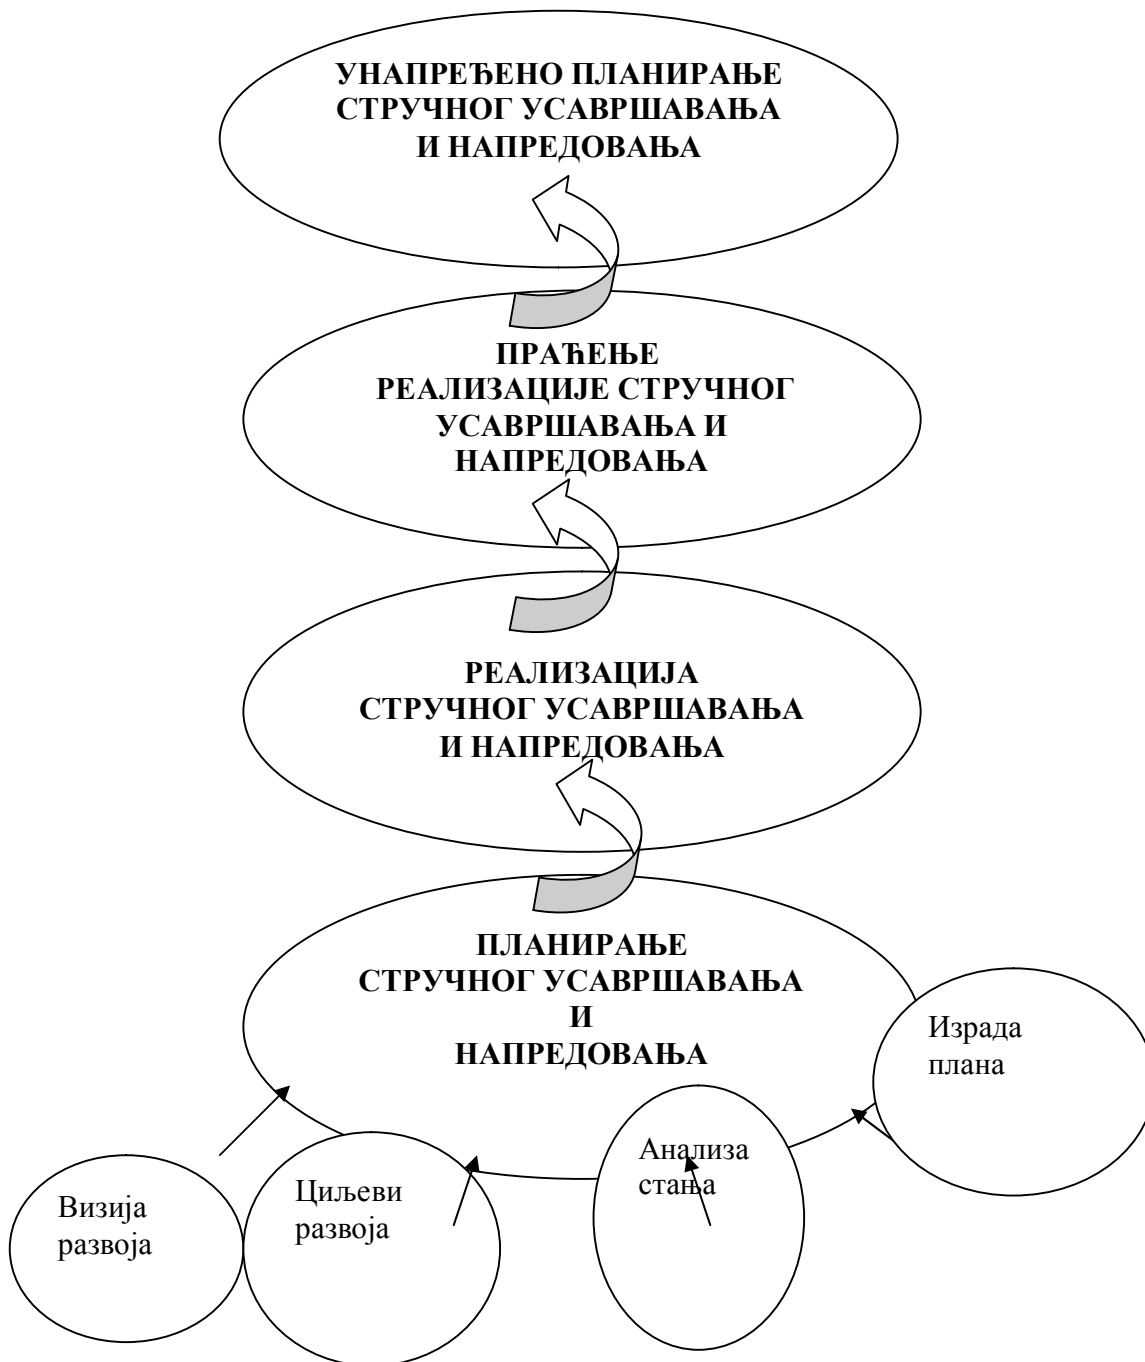 УНАПРЕЂЕНО ПЛАНИРАЊЕ
СТРУЧНОГ УСАВРШАВАЊА
И НАПРЕДОВАЊА
ПРАЋЕЊЕ
РЕАЛИЗАЦИЈЕ СТРУЧНОГ
УСАВРШАВАЊА И
НАПРЕДОВАЊА
РЕАЛИЗАЦИЈА
СТРУЧНОГ УСАВРШАВАЊА
И НАПРЕДОВАЊА
ПЛАНИРАЊЕ
СТРУЧНОГ УСАВРШАВАЊА
И
НАПРЕДОВАЊА
Визија
развоја
Циљеви
развоја
Анализа
стања
Израда
плана